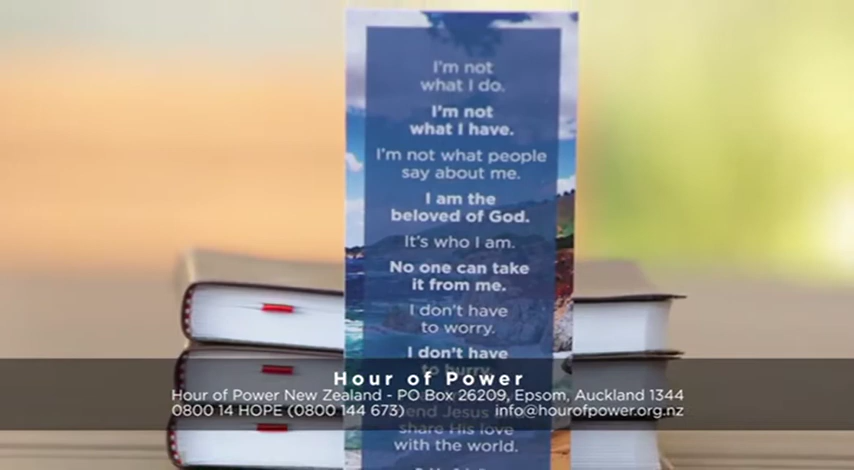 I'm not
what I do.
I'm not
what I have.
I'm not what people
say about me.
I am the
beloved of God.
It's who I am.
No one can take
it from me.
I don't have
to worry.
I don't have
to hurry.
Hour of Power
Hour of Power New Zealand - PO Box 26209, Epsom, Auckland 1344
0800 14 HOPE (0800 144 673) info@hourofpower.org.nz
Jesus
share His love
with the world.